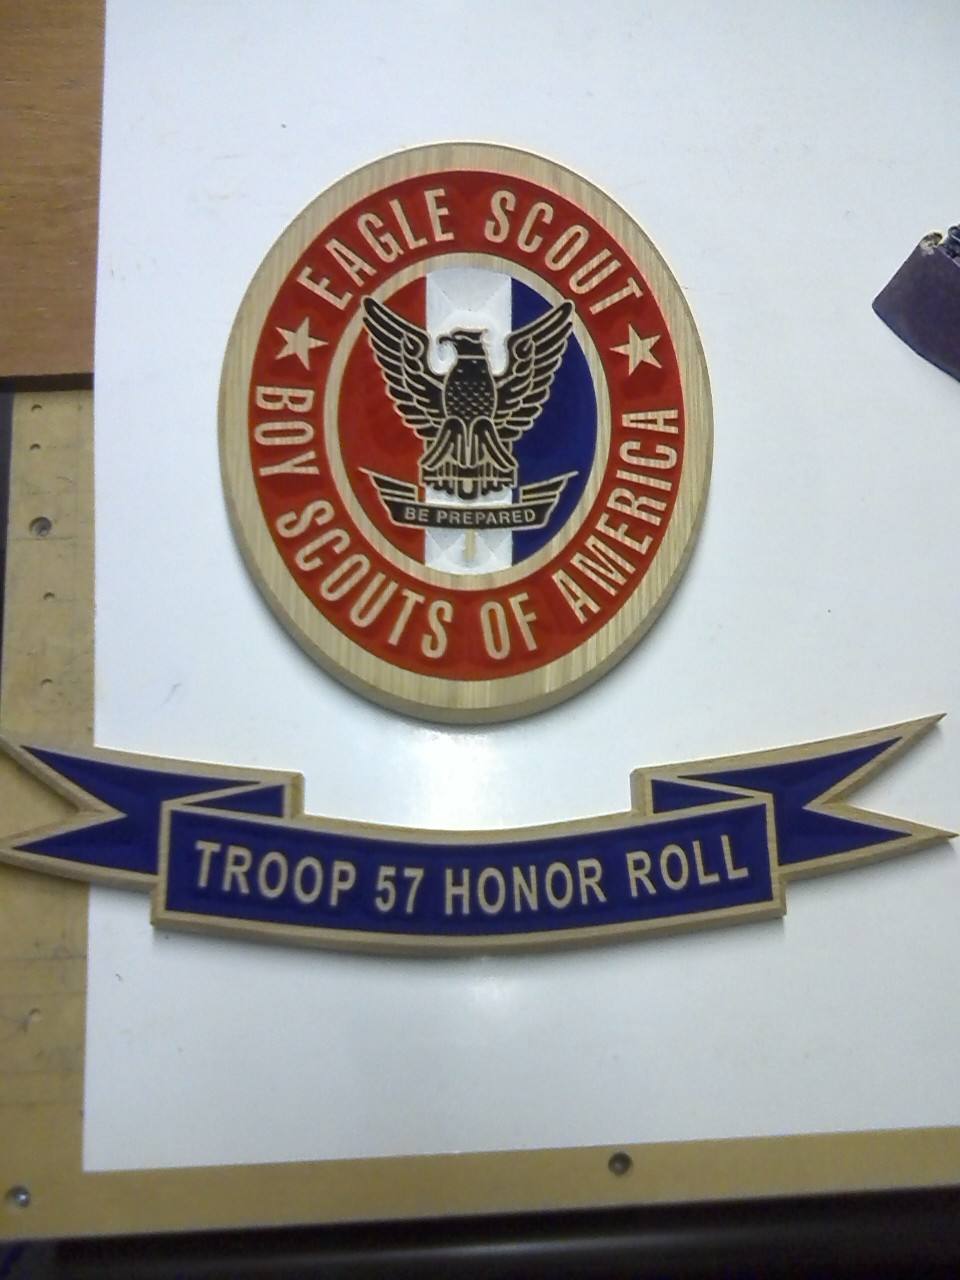 EAGLE SCOUT
BOY SCOUTS OF AMERICA
BE PREPARED
TROOP 57 HONOR ROLL